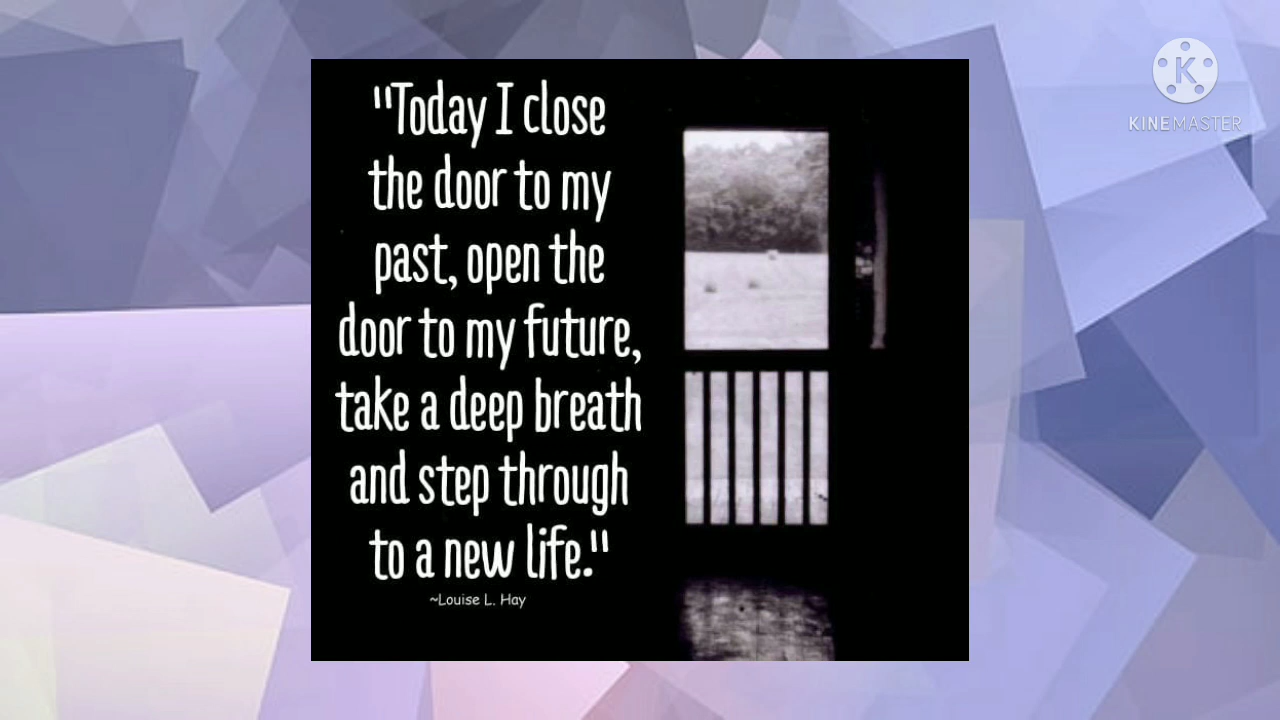 "Today I close
the door to my
past, open the
door to my future,
take a deep breath
and step through
to a new life."
~Louise L. Hay
K
KINEMASTER